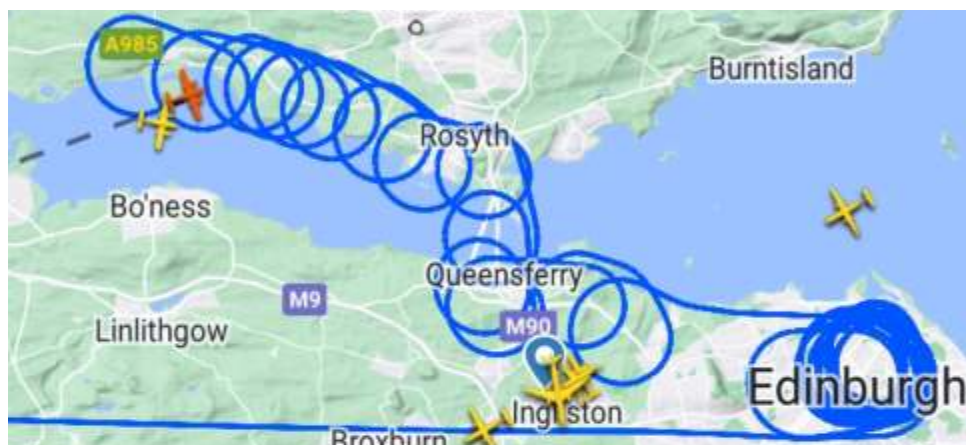 A985
Burntisland
Rosyth
Bo'ness
Queensferry
M9
Linlithgow
M90
Edinburgh
Ingliston
Broxburn